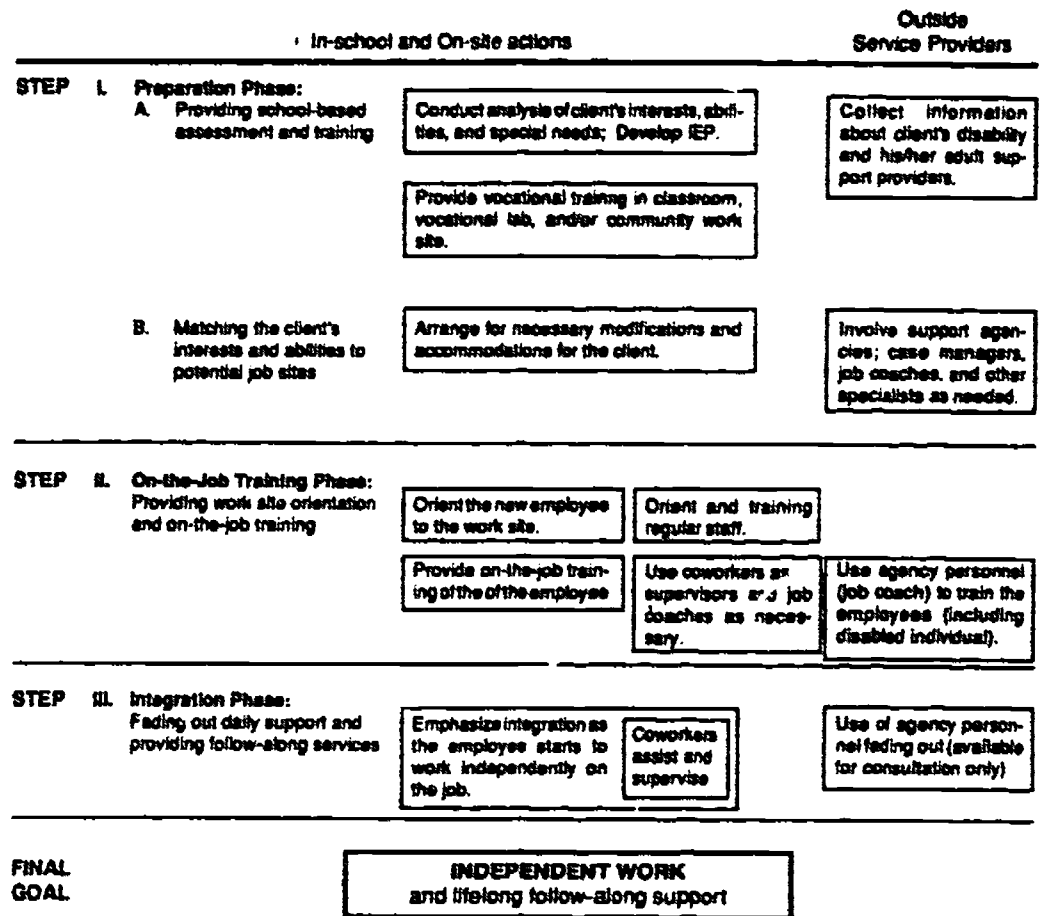 Outside
In-school and On-site actions
Service Providers
STEP I. Preparation Phase:
A. Providing school-based
assessment and training
Conduct analysis of client's interests, abili-
ties, and special needs; Develop IEP.
Collect information
about client's disability
and his/her adult sup-
port providers.
Provide vocational training in classroom,
vocational lab, and/or community work
site.
B. Matching the client's
interests and abilities to
potential job sites
Arrange for necessary modifications and
accommodations for the client.
Involve support agen-
cies; case managers,
job coaches, and other
specialists as needed.
STEP II. On-the-Job Training Phase:
Providing work site orientation
and on-the-job training
Orient the new employee
to the work site.
Orient and training
regular staff.
Provide on-the-job train-
ing of the of the employee
Use coworkers as
supervisors and job
coaches as neces-
sary.
Use agency personnel
(job coach) to train the
employees (including
disabled individual).
STEP III. Integration Phase:
Fading out daily support and
providing follow-along services
Emphasize integration as
the employee starts to
work independently on
the job.
Coworkers
assist and
supervise
Use of agency person-
nel fading out (available
for consultation only)
FINAL
GOAL
INDEPENDENT WORK
and lifelong follow-along support